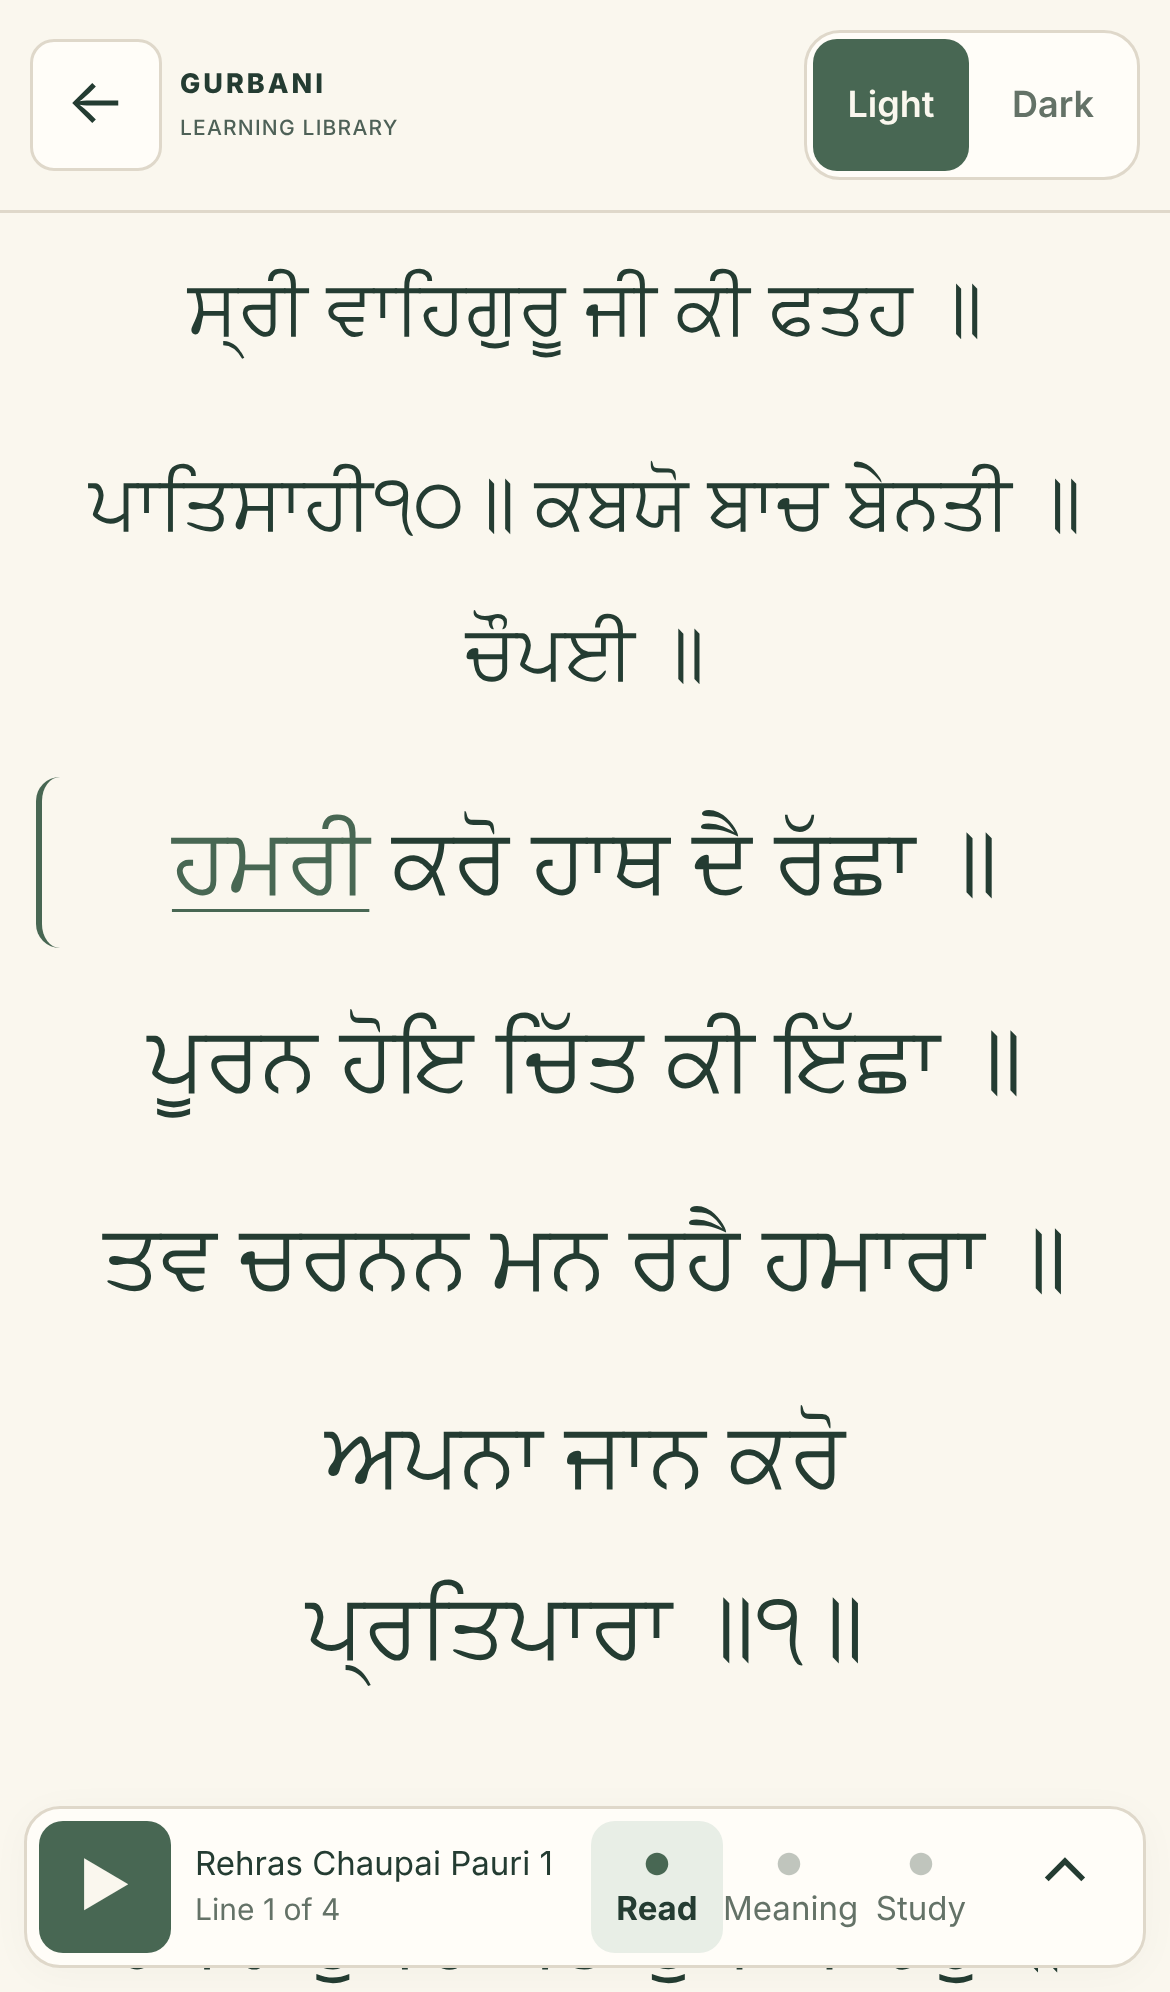 GURBANI
LEARNING LIBRARY
Light Dark
ਸ੍ਰੀ ਵਾਹਿਗੁਰੂ ਜੀ ਕੀ ਫਤਹ ॥
ਪਾਤਿਸਾਹੀ੧੦॥ ਕਬਯੋ ਬਾਚ ਬੇਨਤੀ ॥
ਚੌਪਈ ॥
ਹਮਰੀ ਕਰੋ ਹਾਥ ਦੈ ਰੱਛਾ ॥
ਪੂਰਨ ਹੋਇ ਚਿੱਤ ਕੀ ਇੱਛਾ ॥
ਤਵ ਚਰਨਨ ਮਨ ਰਹੈ ਹਮਾਰਾ ॥
ਅਪਨਾ ਜਾਨ ਕਰੋ
ਪ੍ਰਤਿਪਾਰਾ ॥੧॥
Rehras Chaupai Pauri 1
Line 1 of 4
Read Meaning Study